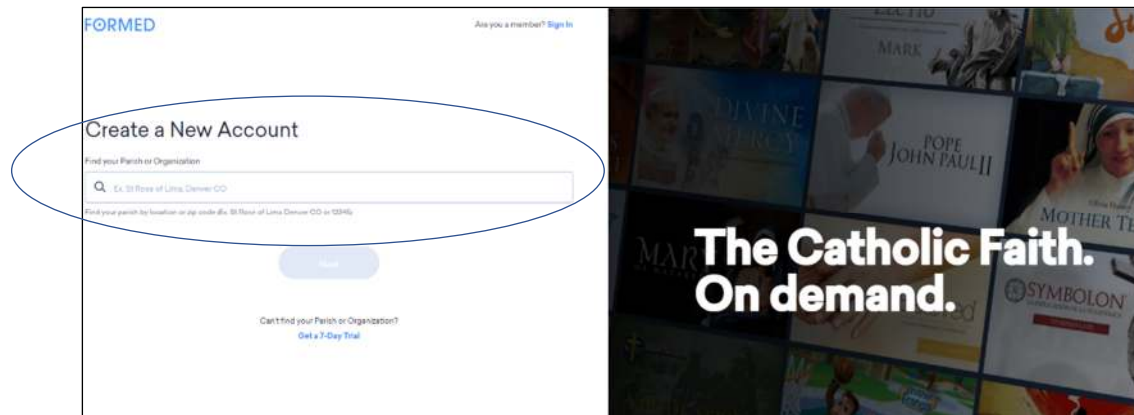 FORMED
Are you a member? Sign In
Create a New Account
Find your Parish or Organization
Ex. St Rose of Lima, Denver CO
Find your parish by location or zip code (Ex. St Rose of Lima Denver CO or 12345)
Next
Can't find your Parish or Organization?
Get a 7-Day Trial
LECTIO
MARK
DIVINE
MERCY
POPE
JOHN PAUL II
MOTHER TE
MARY
The Catholic Faith.
On demand.
SYMBOLON